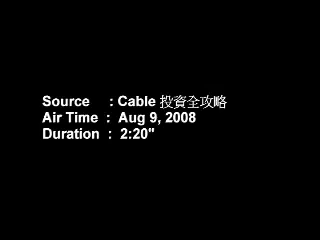 Source : Cable 投資全攻略
Air Time : Aug 9, 2008
Duration : 2:20"